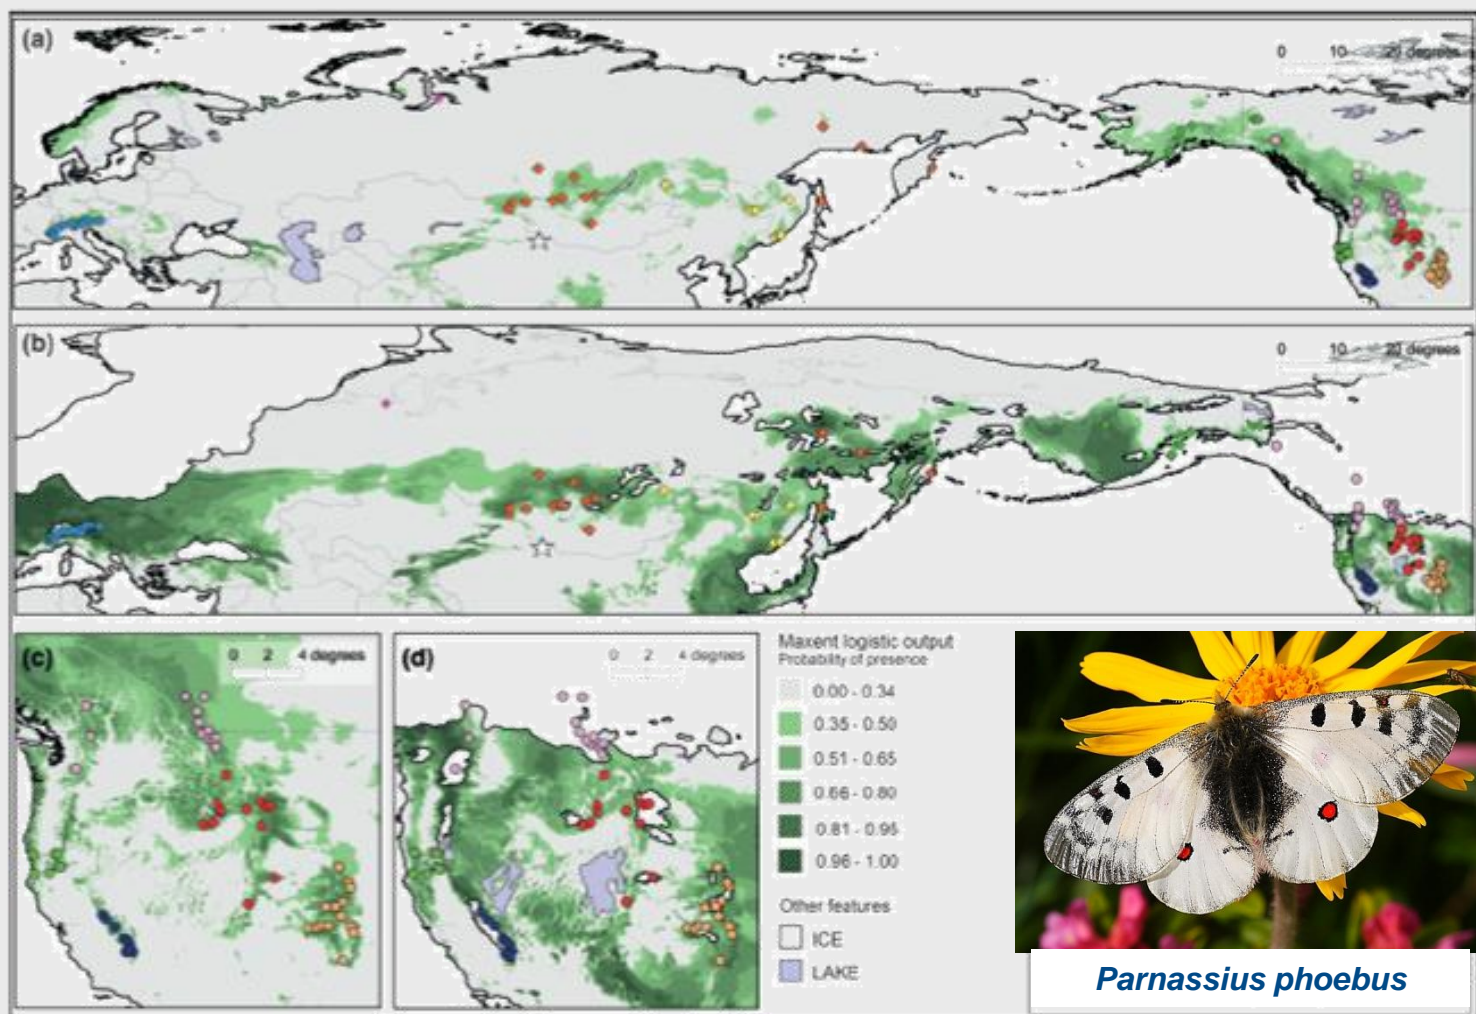 (a)
0 10 20 degrees
(b)
0 10 20 degrees
(c)
0 2 4 degrees
(d)
0 2 4 degrees
Maxent logistic output
Probability of presence
0.00 - 0.34
0.35 - 0.50
0.51 - 0.65
0.66 - 0.80
0.81 - 0.95
0.96 - 1.00
Other features
ICE
LAKE
Parnassius phoebus